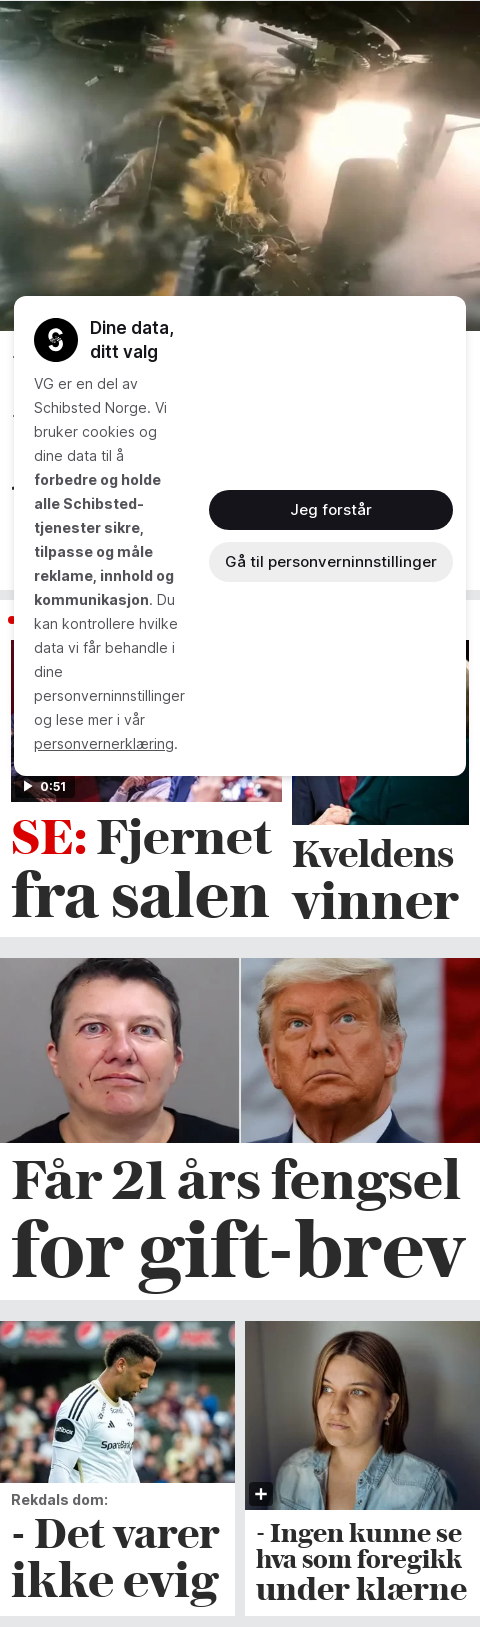 Dine data,
ditt valg
VG er en del av
Schibsted Norge. Vi
bruker cookies og
dine data til å
forbedre og holde
alle Schibsted-
tjenester sikre,
tilpasse og måle
reklame, innhold og
kommunikasjon. Du
kan kontrollere hvilke
data vi får behandle i
dine
personverninnstillinger
og lese mer i vår
personvernerklæring.
Jeg forstår
Gå til personverninnstillinger
0:51
SE: Fjernet
fra salen
Kveldens
vinner
Får 21 års fengsel
for gift-brev
SpareBank
Rekdals dom:
- Det varer
ikke evig
- Ingen kunne se
hva som foregikk
under klærne